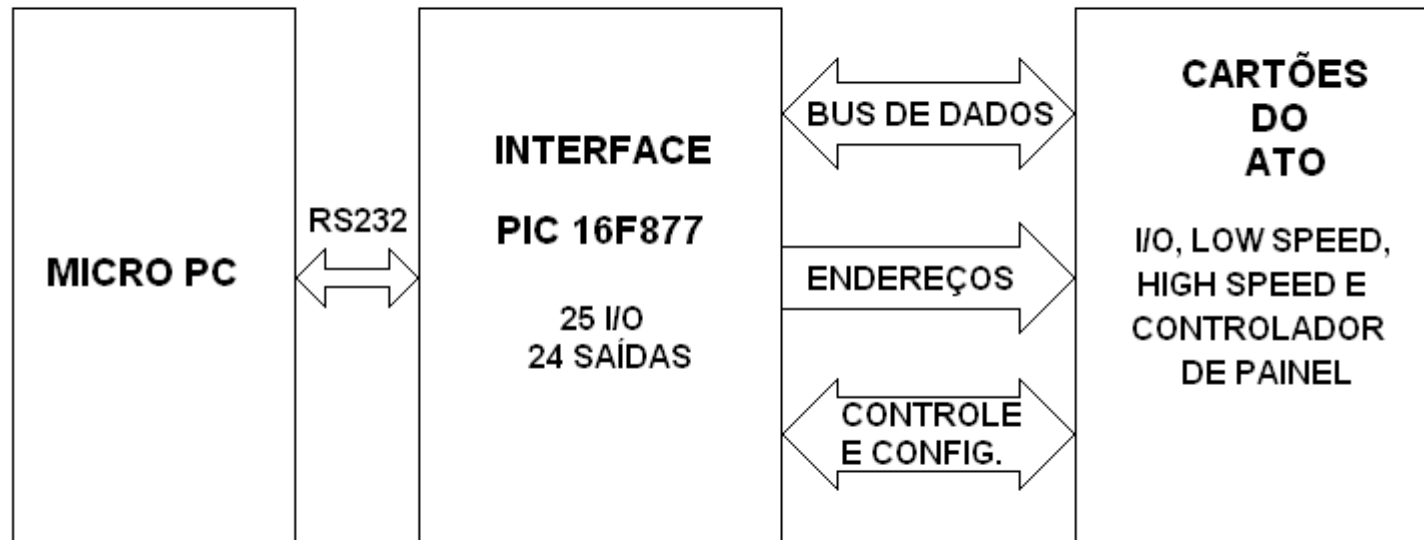 MICRO PC
RS232
INTERFACE
PIC 16F877
25 I/O
24 SAÍDAS
BUS DE DADOS
ENDEREÇOS
CONTROLE
E CONFIG.
CARTÕES
DO
ATO
I/O, LOW SPEED,
HIGH SPEED E
CONTROLADOR
DE PAINEL